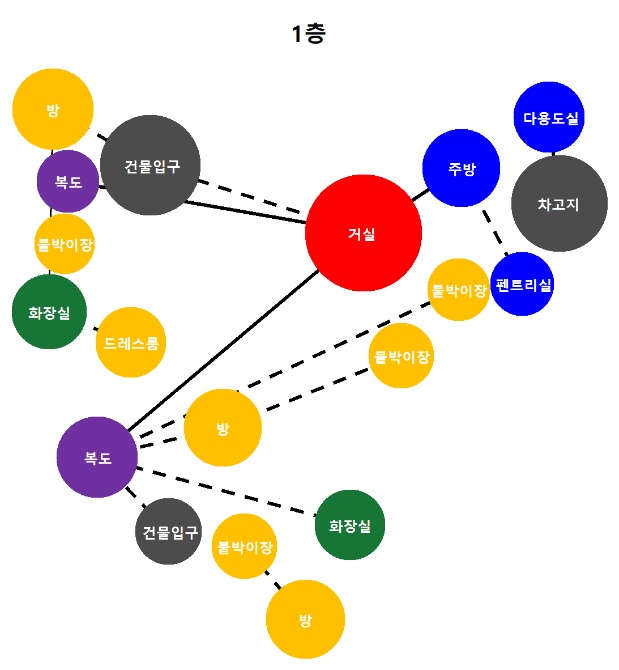 1층
방
건물입구
복도
붙박이장
화장실
드레스룸
거실
주방
다용도실
차고지
붙박이장
펜트리실
붙박이장
방
복도
건물입구
붙박이장
화장실
방